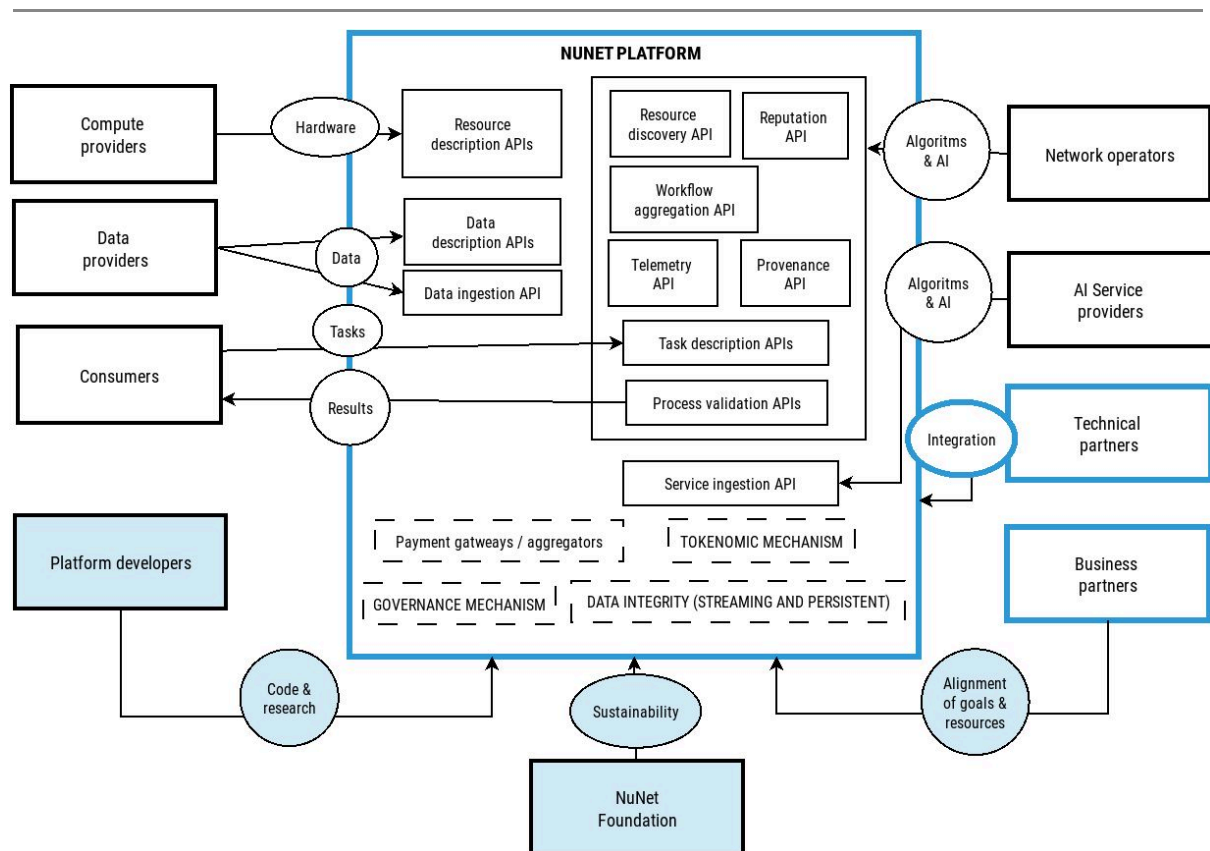 NUNET PLATFORM
Compute
providers
Hardware
Resource
description APIs
Resource
discovery API
Reputation
API
Algoritms
& AI
Network operators
Workflow
aggregation API
Data
providers
Data
Data
description APIs
Data ingestion API
Telemetry
API
Provenance
API
Algoritms
& AI
AI Service
providers
Tasks
Task description APIs
Consumers
Results
Process validation APIs
Integration
Technical
partners
Service ingestion API
Payment gatweays / aggregators
TOKENOMIC MECHANISM
Platform developers
Business
partners
GOVERNANCE MECHANISM
DATA INTEGRITY (STREAMING AND PERSISTENT)
Code &
research
Sustainability
Alignment
of goals &
resources
NuNet
Foundation